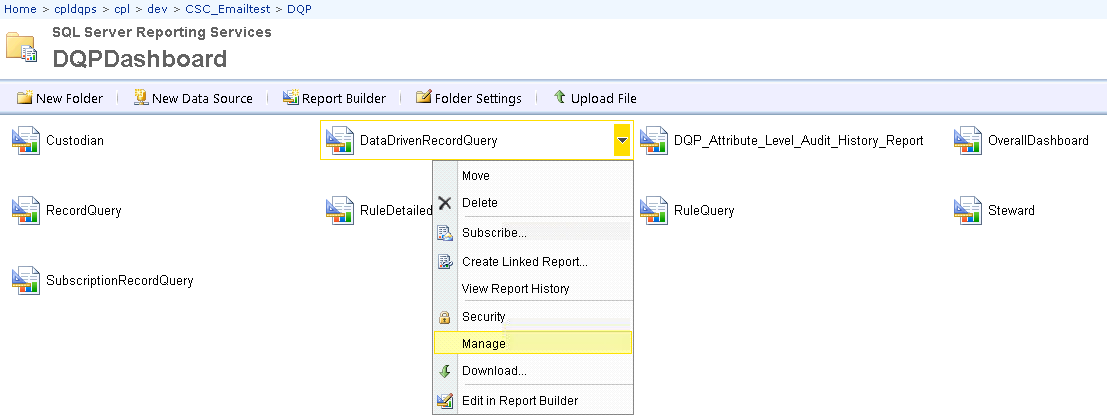 Home > cpldqps > cpl > dev > CSC_Emailtest > DQP
SQL Server Reporting Services
DQPDashboard
New Folder | New Data Source | Report Builder | Folder Settings | Upload File
Custodian
DataDrivenRecordQuery
DQP_Attribute_Level_Audit_History_Report
OverallDashboard
RecordQuery
RuleDetailed
RuleQuery
Steward
SubscriptionRecordQuery
Move
Delete
Subscribe...
Create Linked Report...
View Report History
Security
Manage
Download...
Edit in Report Builder